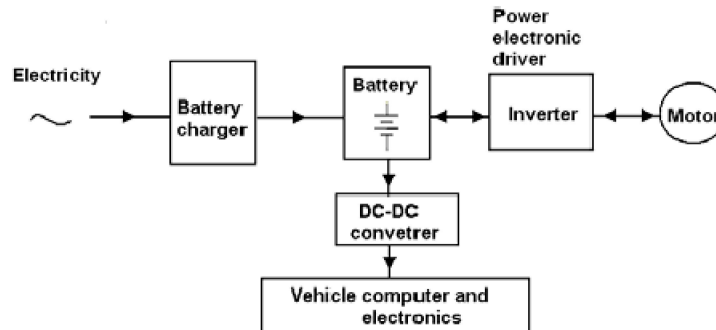 Power
electronic
driver
Electricity
Battery
charger
Battery
Inverter
Motor
DC-DC
convetrer
Vehicle computer and
electronics